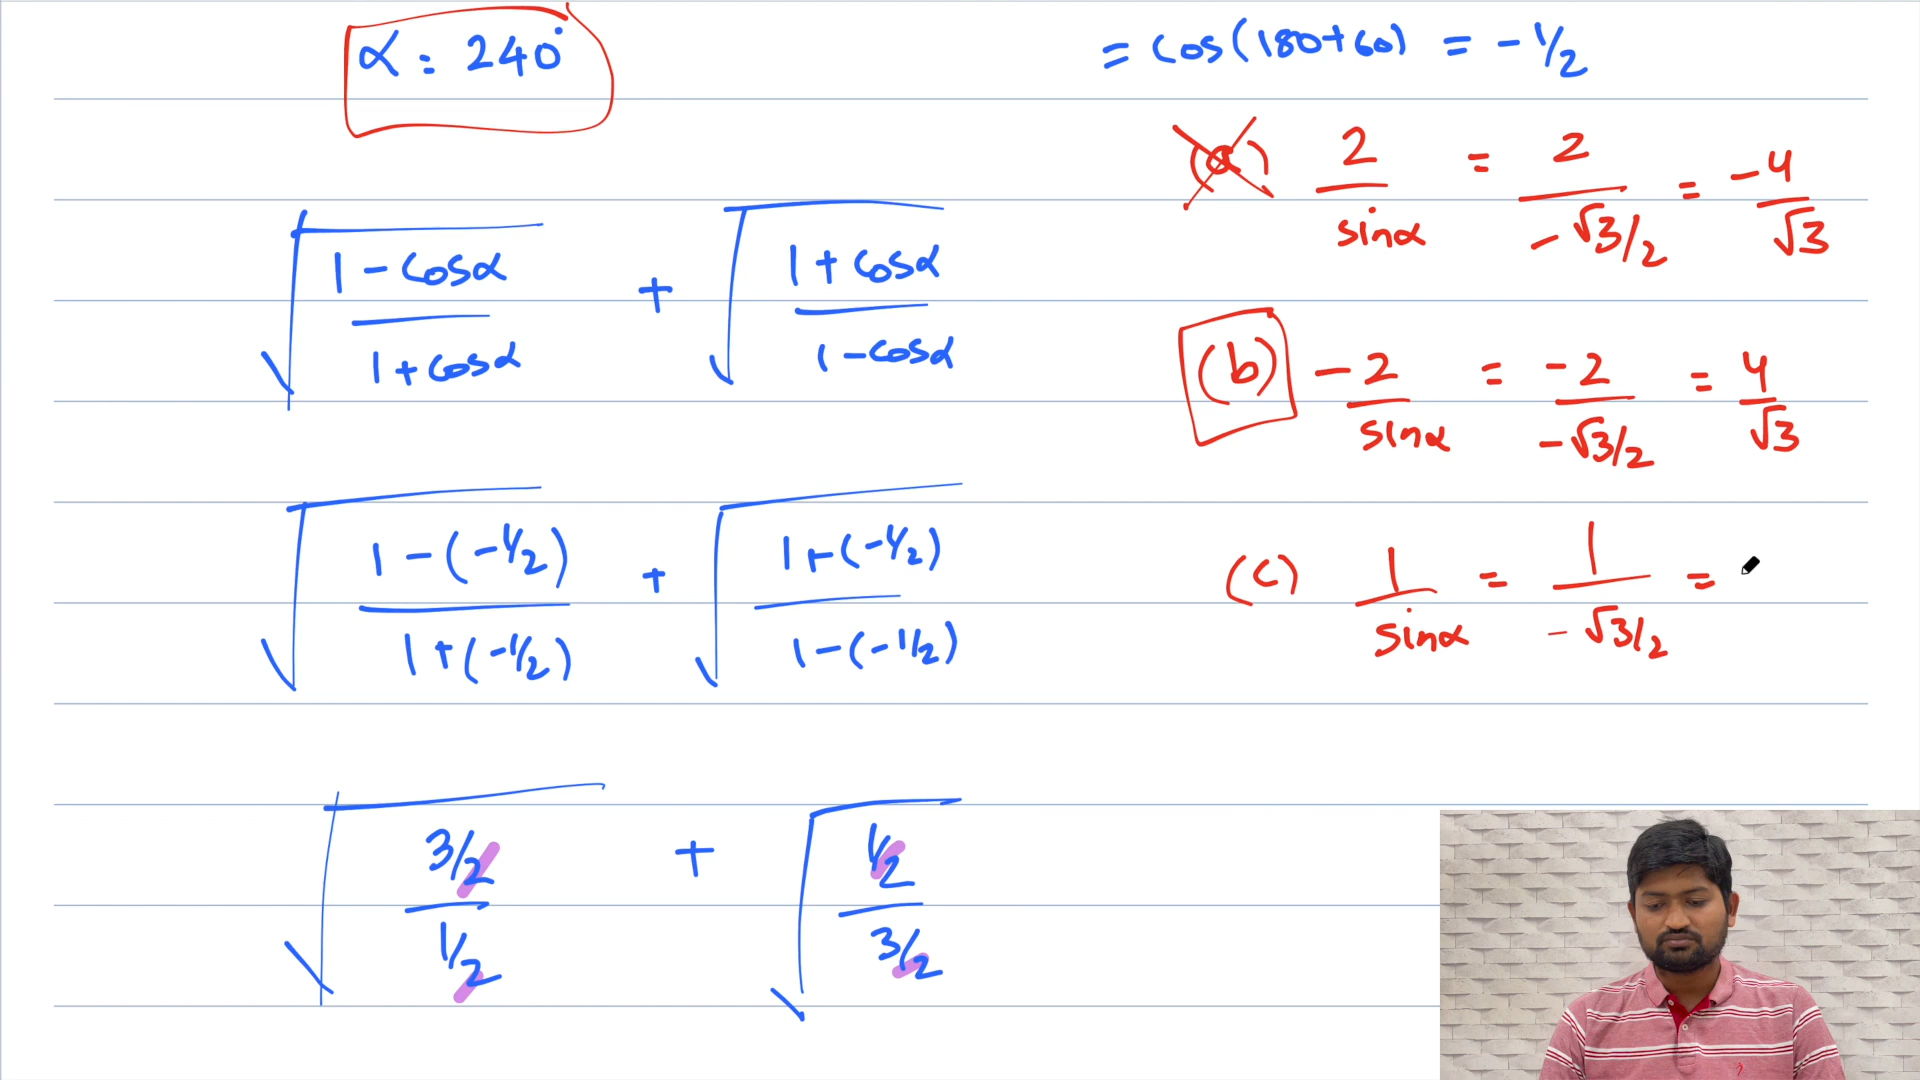 α = 240°
= cos(180+60) = -1/2
(a) 2/sinα = 2/-√3/2 = -4/√3
√(1-cosα/1+cosα) + √(1+cosα/1-cosα)
(b) -2/sinα = -2/-√3/2 = 4/√3
√(1-(-1/2)/1+(-1/2)) + √(1+(-1/2)/1-(-1/2))
(c) 1/sinα = 1/-√3/2 =
√(3/2/1/2) + √(1/2/3/2)